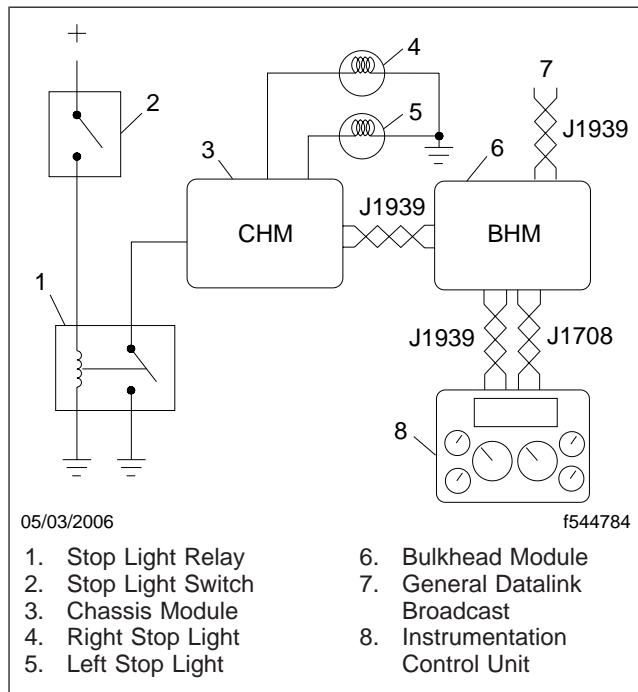 +
4
7
2
5
J1939
3
6
J1939
CHM
BHM
1
J1939
J1708
8
05/03/2006
f544784
1. Stop Light Relay
2. Stop Light Switch
3. Chassis Module
4. Right Stop Light
5. Left Stop Light
6. Bulkhead Module
7. General Datalink
Broadcast
8. Instrumentation
Control Unit